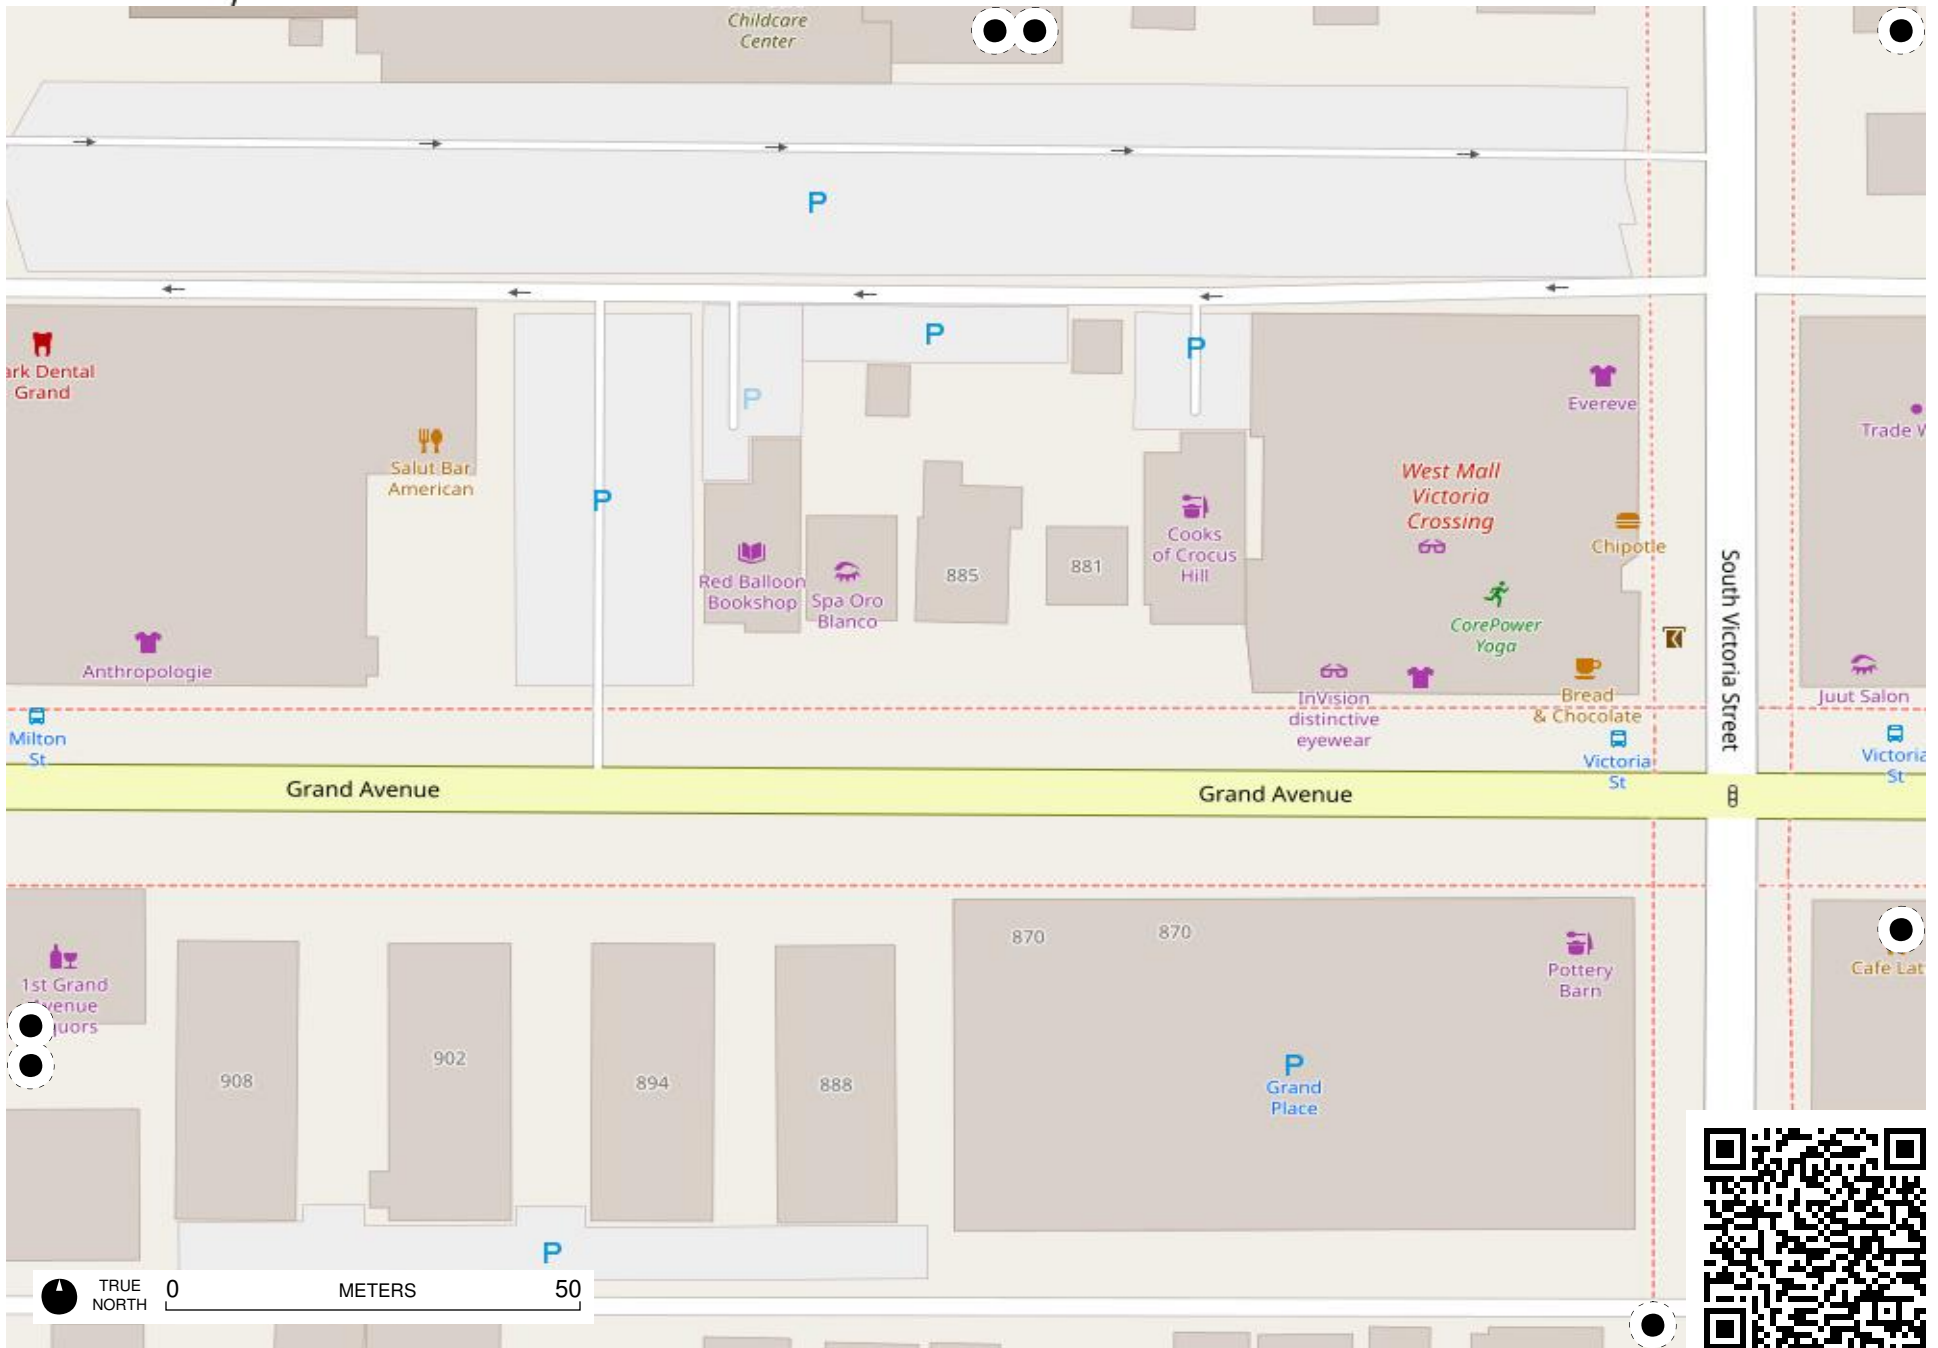 Childcare
Center
P
P
P
P
P
ark Dental
Grand
Salut Bar
American
Evereve
Trade W
West Mall
Victoria
Crossing
Chipotle
Cooks
of Crocus
Hill
Red Balloon
Bookshop
Spa Oro
Blanco
885
881
CorePower
Yoga
South Victoria Street
Anthropologie
InVision
distinctive
eyewear
Bread
& Chocolate
Juut Salon
Milton
St
Victoria
St
Victoria
St
Grand Avenue
Grand Avenue
870
870
Pottery
Barn
Cafe Lat
1st Grand
Avenue
quors
908
902
894
888
P
Grand
Place
P
TRUE
NORTH
0
METERS
50